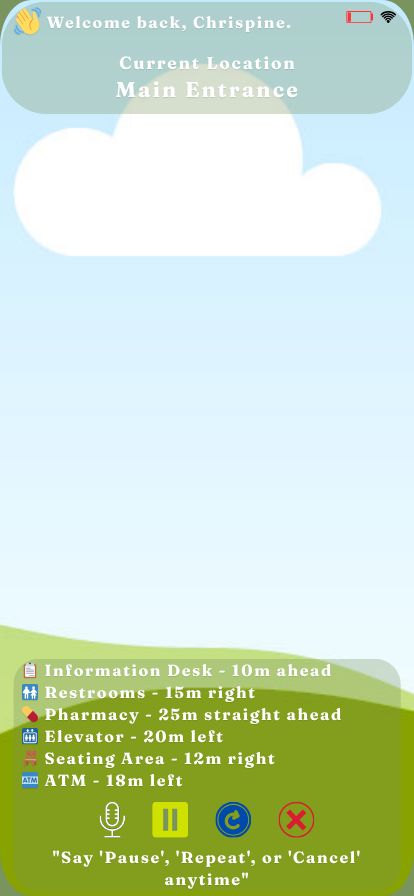 Welcome back, Chrispine.
Current Location
Main Entrance
Information Desk - 10m ahead
Restrooms - 15m right
Pharmacy - 25m straight ahead
Elevator - 20m left
Seating Area - 12m right
ATM ATM - 18m left
"Say 'Pause', 'Repeat', or 'Cancel'
anytime"